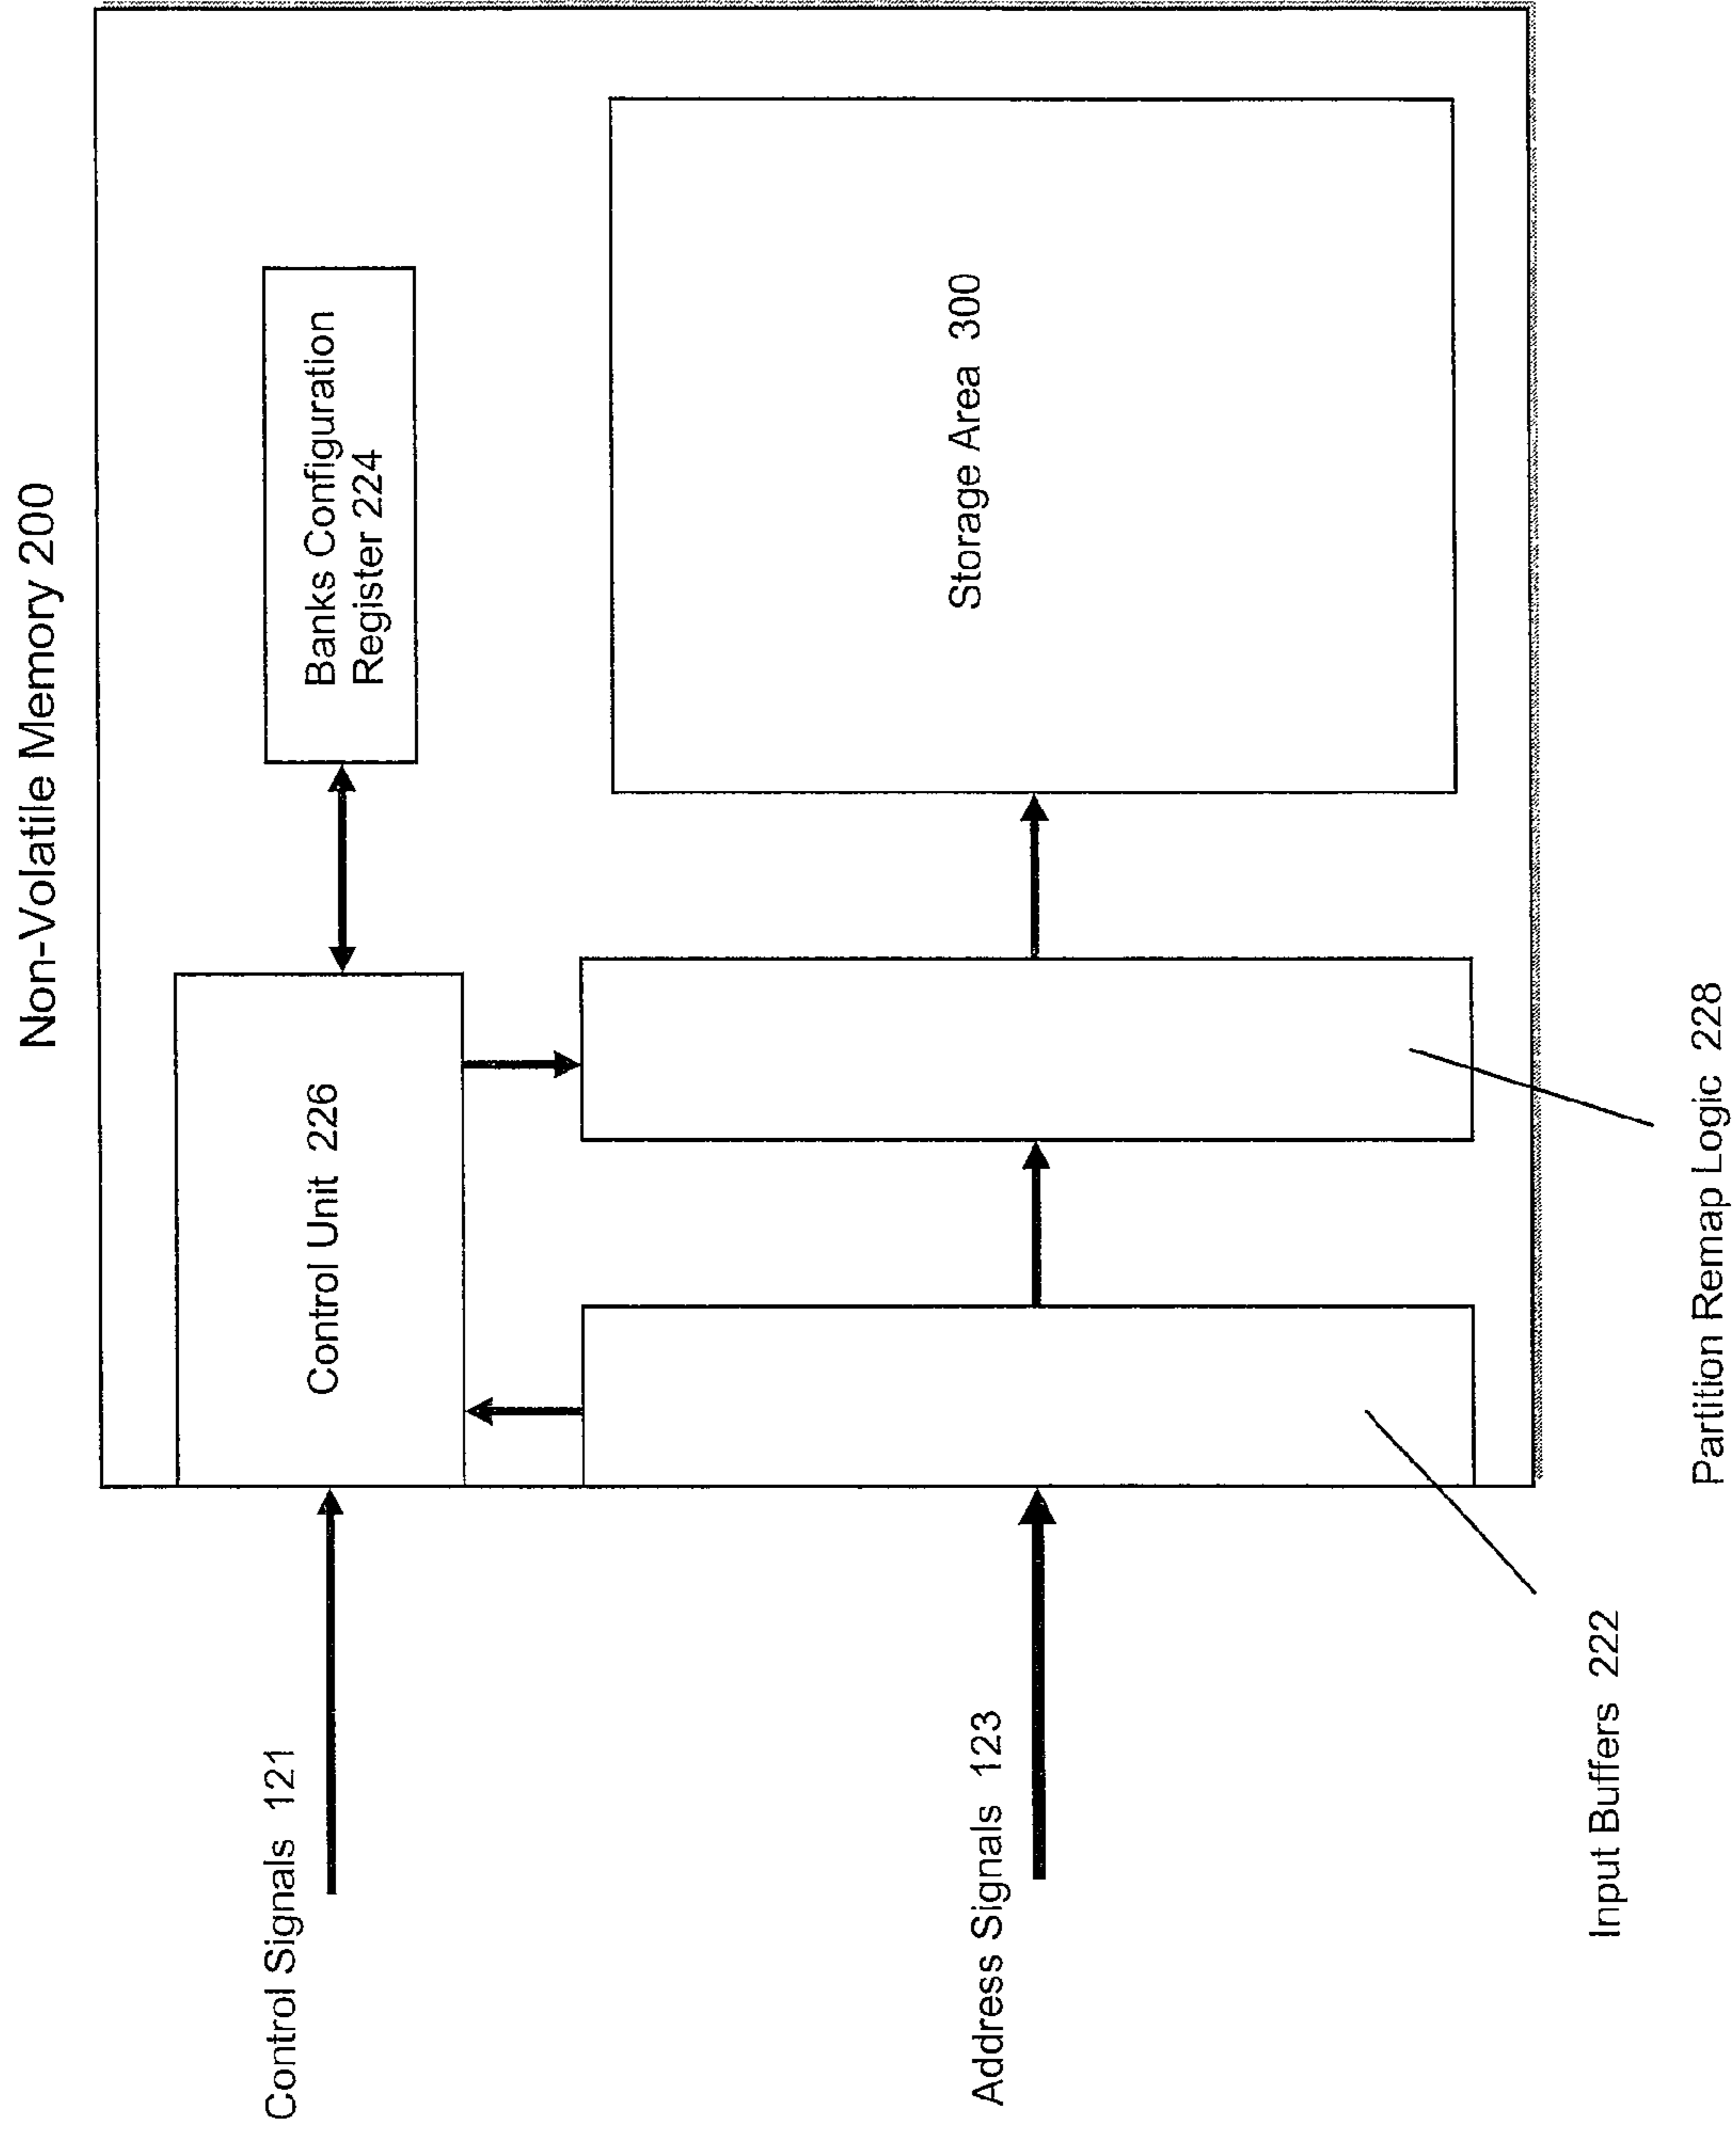 Non-Volatile Memory 200
Control Signals 121
Control Unit 226
Banks Configuration
Register 224
Address Signals 123
Storage Area 300
Input Buffers 222
Partition Remap Logic 228